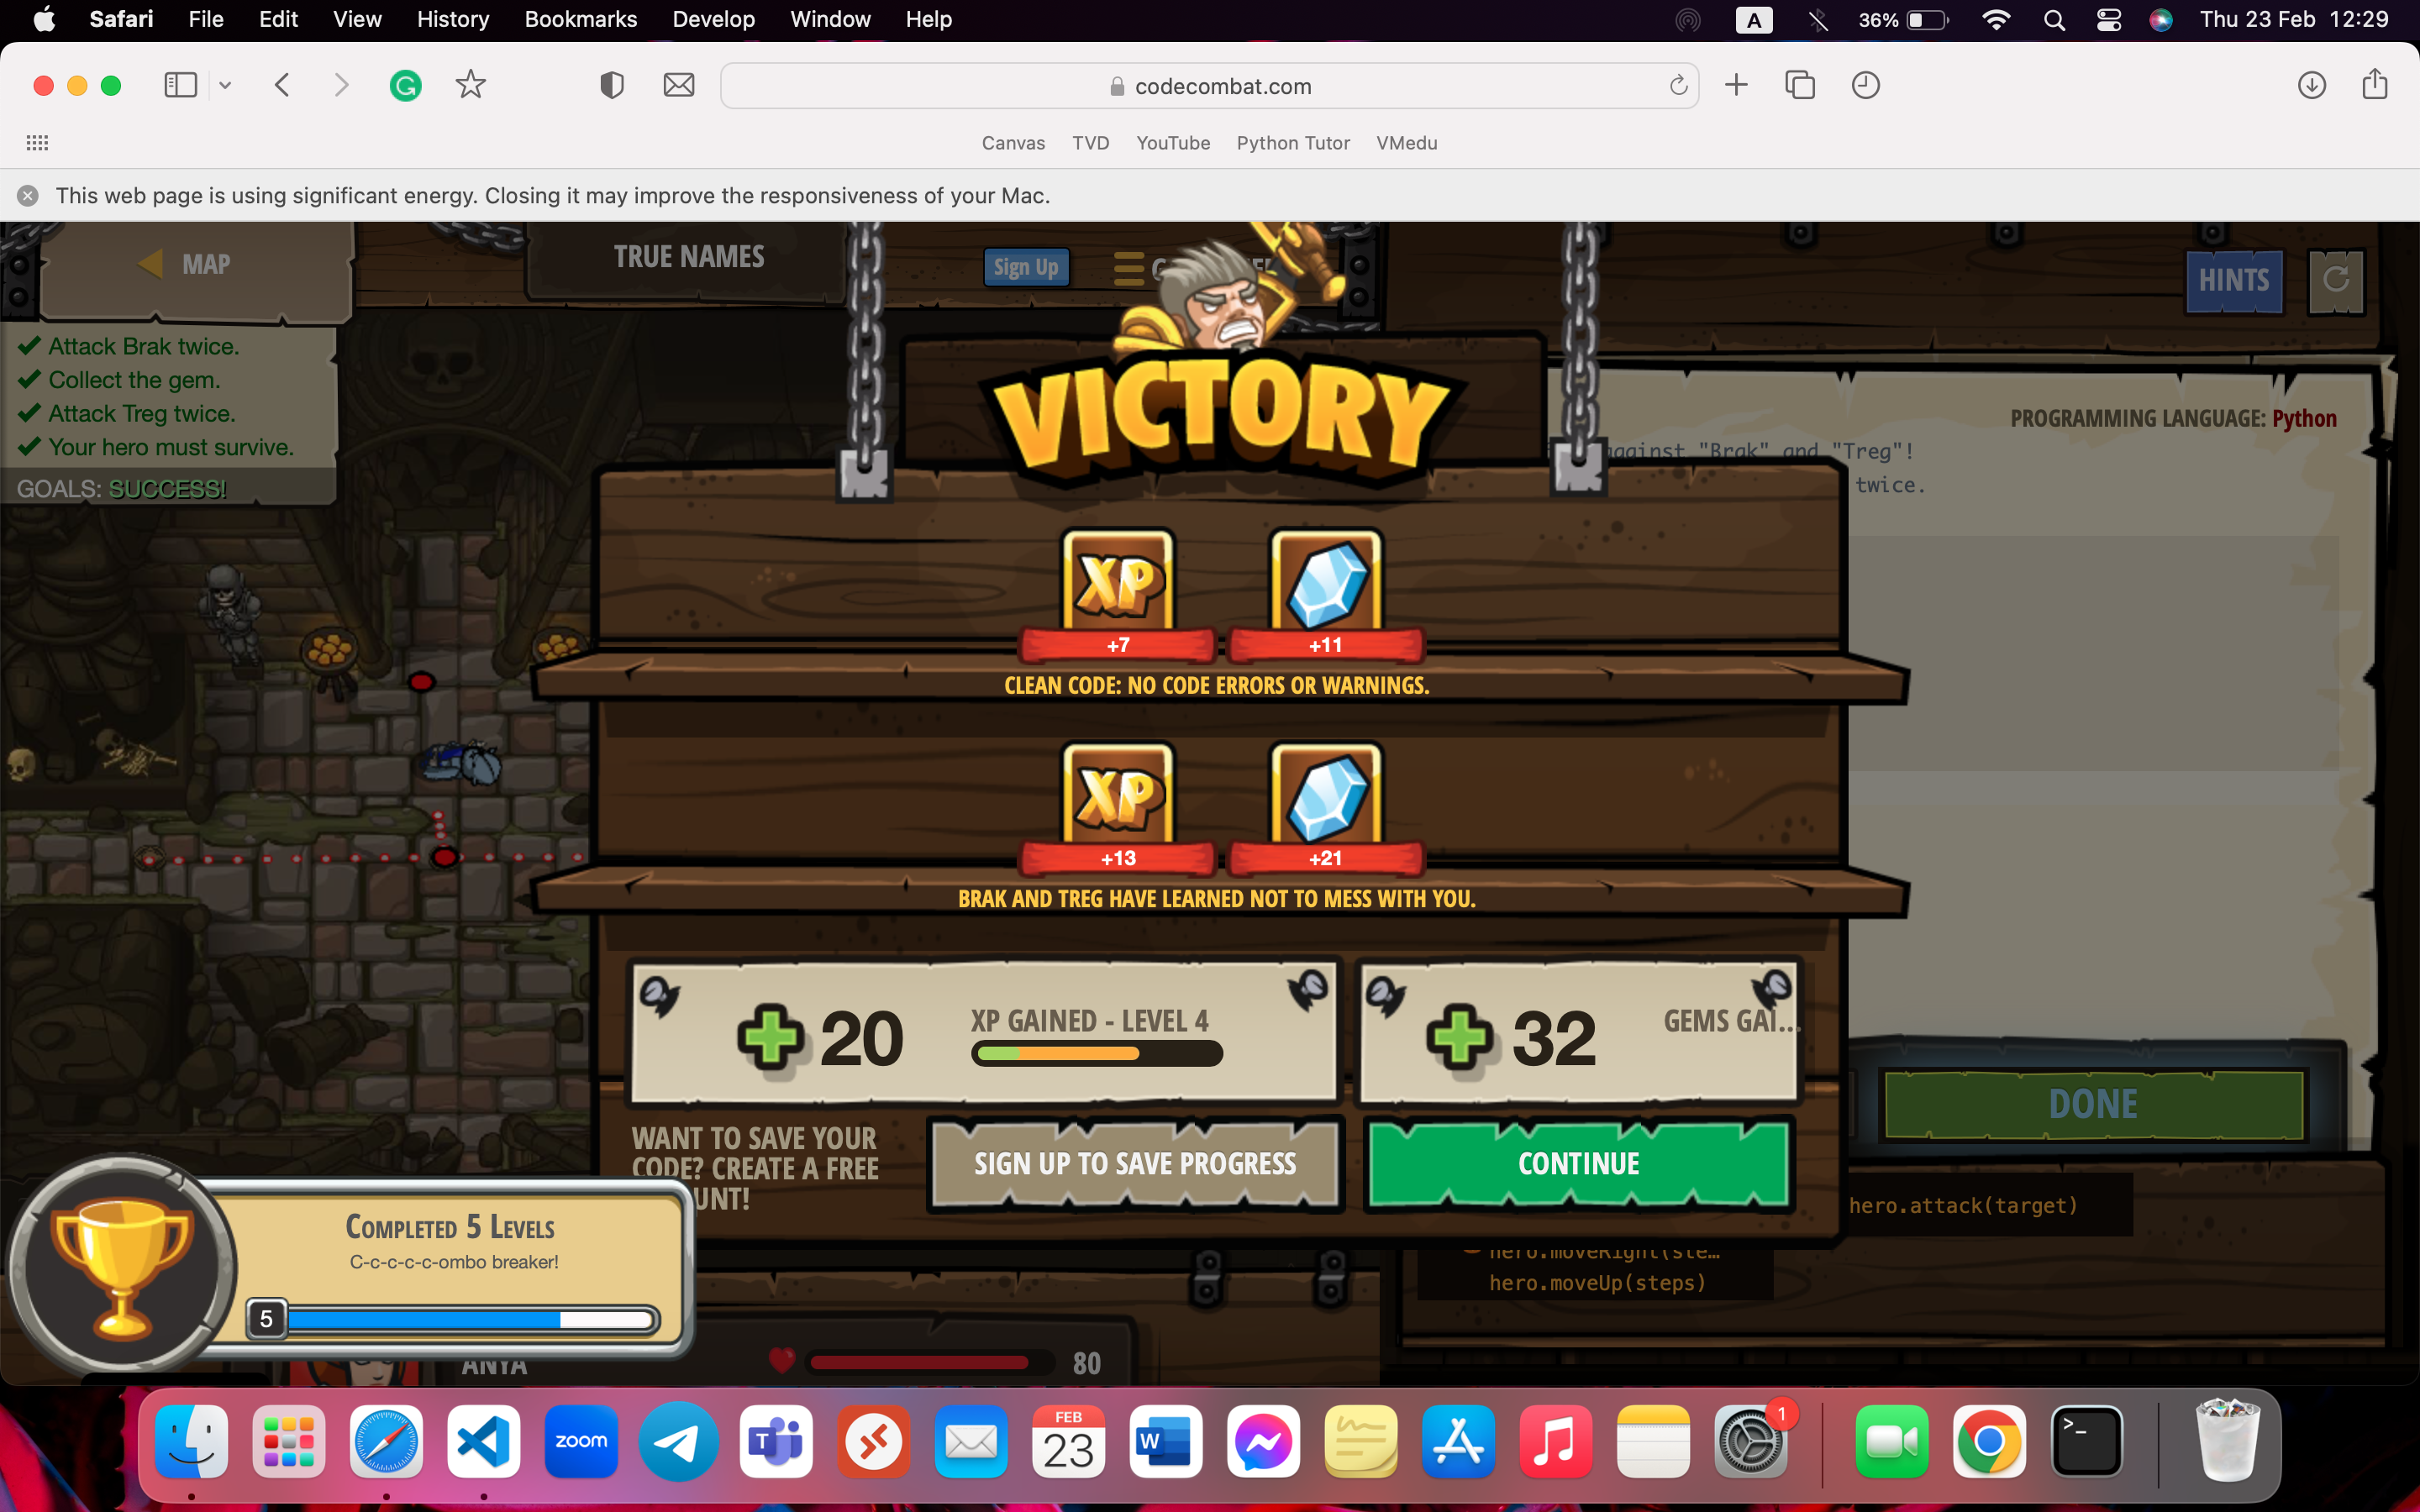 Safari File Edit View History Bookmarks Develop Window Help A 36% Thu 23 Feb 12:29
codecombat.com
Canvas TVD YouTube Python Tutor VMedu
This web page is using significant energy. Closing it may improve the responsiveness of your Mac.
MAP
TRUE NAMES
Sign Up
HINTS
Attack Brak twice.
Collect the gem.
Attack Treg twice.
Your hero must survive.
GOALS: SUCCESS!
VICTORY
PROGRAMMING LANGUAGE: Python
"Brak" and "Treg"!
twice.
XP
+7
+11
CLEAN CODE: NO CODE ERRORS OR WARNINGS.
XP
+13
+21
BRAK AND TREG HAVE LEARNED NOT TO MESS WITH YOU.
20
XP GAINED - LEVEL 4
32
GEMS GAI...
DONE
WANT TO SAVE YOUR
CODE? CREATE A FREE
UNT!
SIGN UP TO SAVE PROGRESS
CONTINUE
hero.attack(target)
hero.moveRight(ste…
hero.moveUp(steps)
COMPLETED 5 LEVELS
C-c-c-c-c-ombo breaker!
5
ANYA
80
zoom
T
FEB
23
W
1
>_